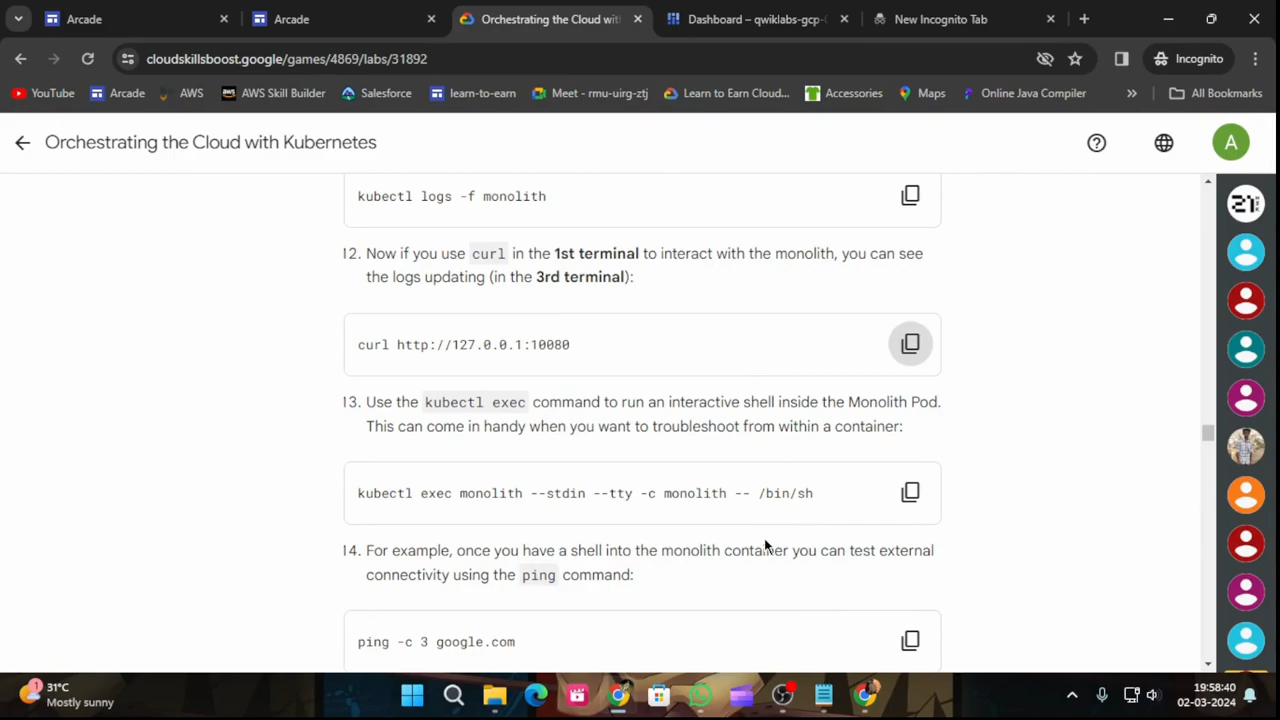 Arcade
Arcade
Orchestrating the Cloud wit
Dashboard – qwiklabs-gcp-
New Incognito Tab
cloudskillsboost.google/games/4869/labs/31892
Incognito
YouTube
Arcade
AWS
AWS Skill Builder
Salesforce
learn-to-earn
Meet - rmu-uirg-ztj
Learn to Earn Cloud...
Accessories
Maps
Online Java Compiler
All Bookmarks
Orchestrating the Cloud with Kubernetes
A
kubectl logs -f monolith
12. Now if you use curl in the 1st terminal to interact with the monolith, you can see
the logs updating (in the 3rd terminal):
curl http://127.0.0.1:10080
13. Use the kubectl exec command to run an interactive shell inside the Monolith Pod.
This can come in handy when you want to troubleshoot from within a container:
kubectl exec monolith --stdin --tty -c monolith -- /bin/sh
14. For example, once you have a shell into the monolith container you can test external
connectivity using the ping command:
ping -c 3 google.com
1
31°C
Mostly sunny
19:58:40
02-03-2024